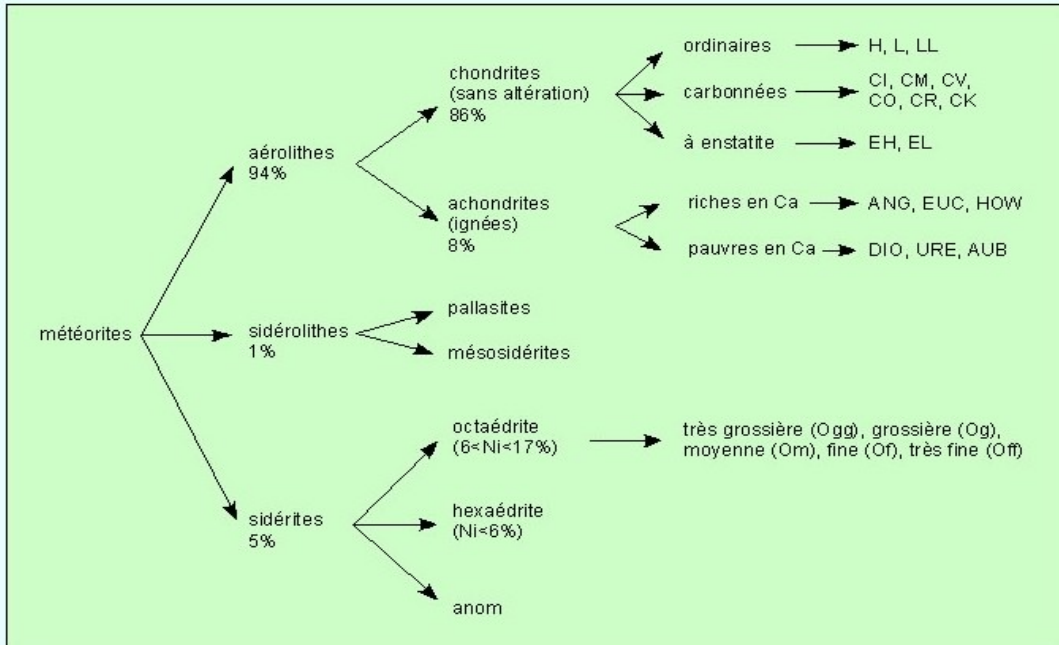 météorites
aérolithes
94%
chondrites
(sans altération)
86%
ordinaires
H, L, LL
carbonnées
CI, CM, CV,
CO, CR, CK
à enstatite
EH, EL
achondrites
(ignées)
8%
riches en Ca
ANG, EUC, HOW
pauvres en Ca
DIO, URE, AUB
sidérolithes
1%
pallasites
mésosidérites
sidérites
5%
octaédrite
(6<Ni<17%)
très grossière (Ogg), grossière (Og),
moyenne (Om), fine (Of), très fine (Off)
hexaédrite
(Ni<6%)
anom